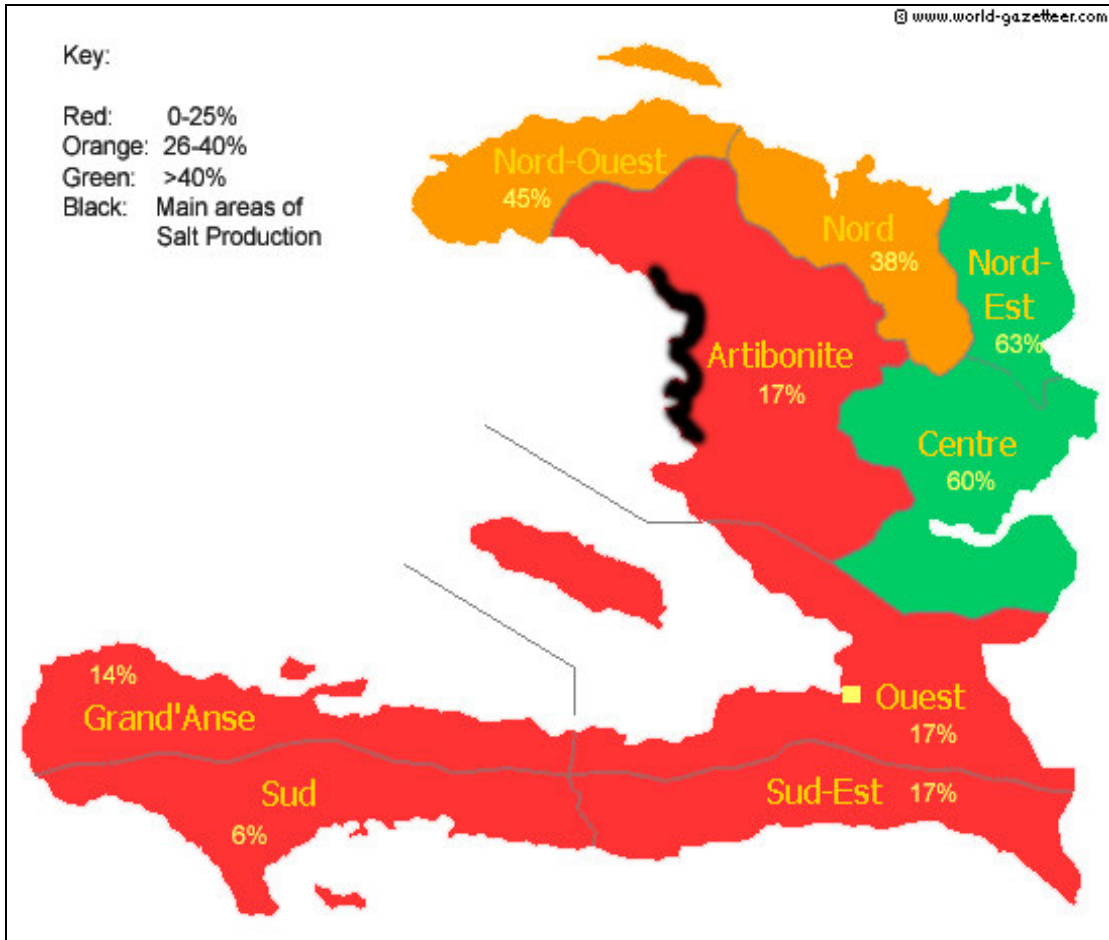 © www.world-gazetteer.com
Key:
Red: 0-25%
Orange: 26-40%
Green: >40%
Black: Main areas of
Salt Production
Nord-Ouest
45%
Nord
38%
Nord-
Est
63%
Artibonite
17%
Centre
60%
14%
Grand'Anse
Ouest
17%
Sud
6%
Sud-Est 17%